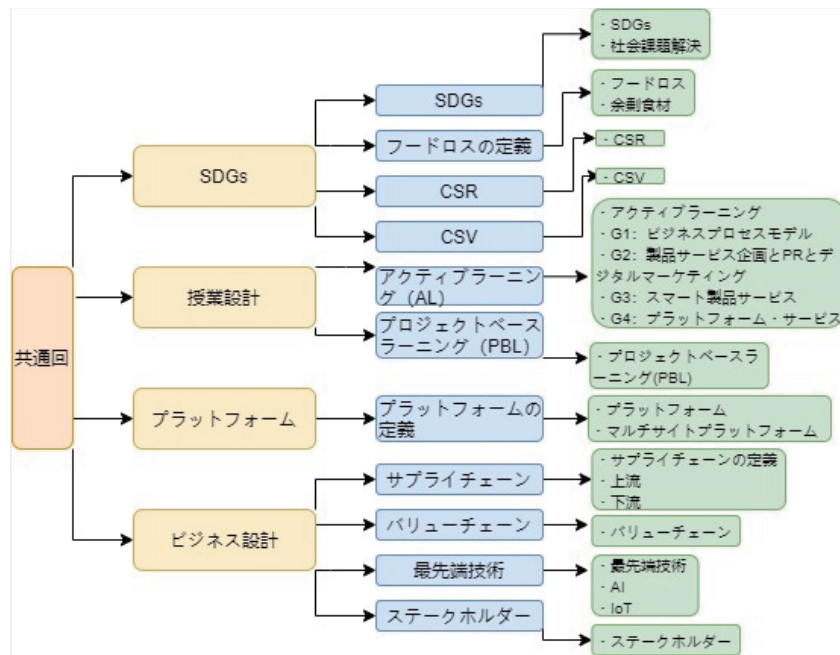 ・SDGs
・社会課題解決
SDGs
・フードロス
・余剰食材
フードロスの定義
・CSR
SDGs
CSR
・CSV
CSV
・アクティブラーニング
・G1：ビジネスプロセスモデル
・G2：製品サービス企画とPRとデ
ジタルマーケティング
・G3：スマート製品サービス
・G4：プラットフォーム・サービス
授業設計
アクティブラーニン
グ（AL）
プロジェクトベース
ラーニング（PBL）
共通回
・プロジェクトベースラ
ーニング(PBL)
プラットフォーム
プラットフォームの
定義
・プラットフォーム
・マルチサイトプラットフォーム
サプライチェーン
・サプライチェーンの定義
・上流
・下流
ビジネス設計
バリューチェーン
・バリューチェーン
最先端技術
・最先端技術
・AI
・IoT
ステークホルダー
・ステークホルダー